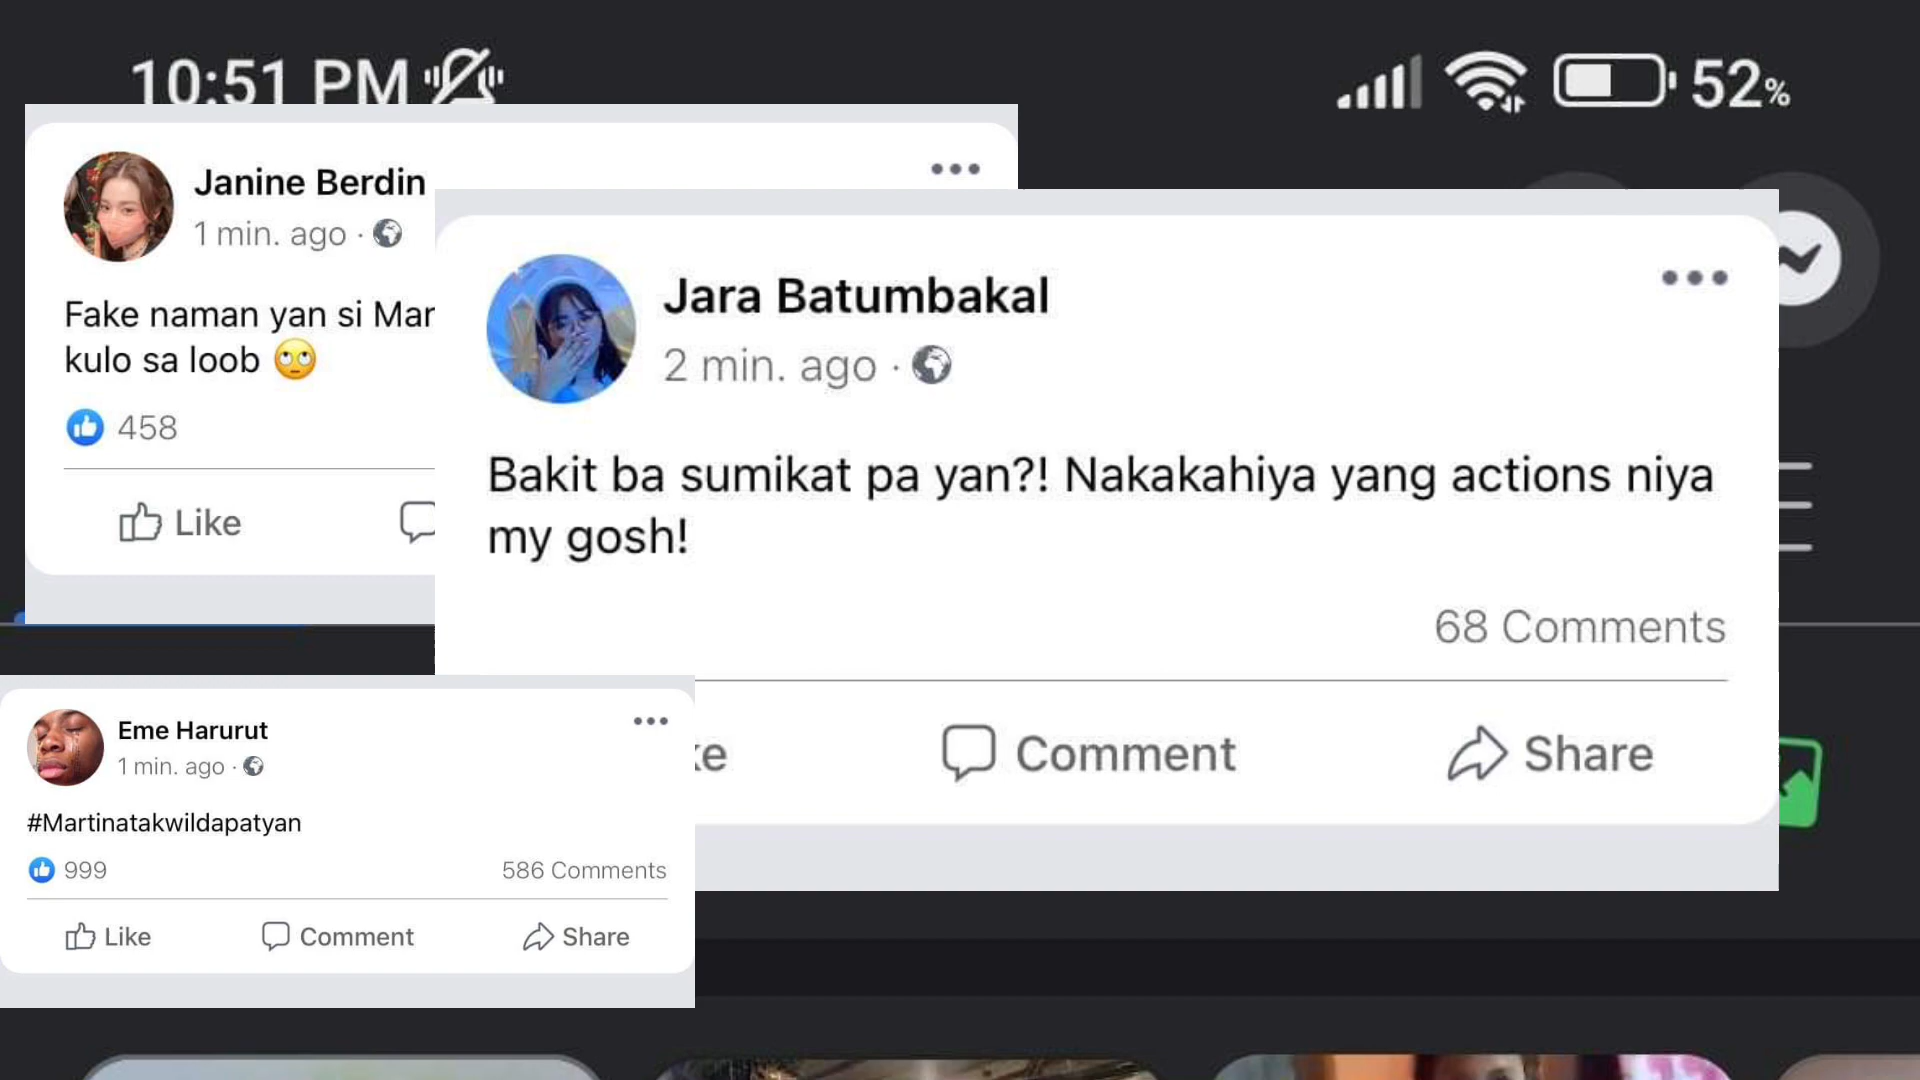 10:51 PM
52%
Janine Berdin
1 min. ago ·
Fake naman yan si Mar
kulo sa loob 🙄
458
Like
Jara Batumbakal
2 min. ago ·
Bakit ba sumikat pa yan?! Nakakahiya yang actions niya
my gosh!
68 Comments
ke
Comment
Share
Eme Harurut
1 min. ago ·
#Martinatakwildapatyan
999
586 Comments
Like
Comment
Share